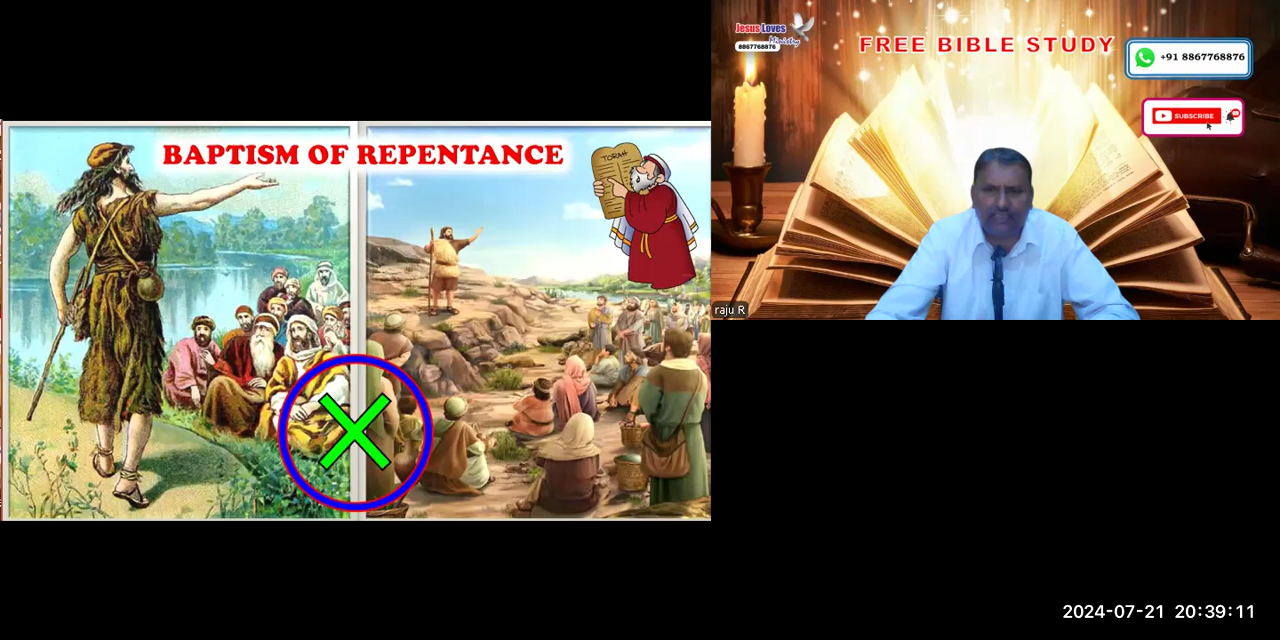 BAPTISM OF REPENTANCE
TORAH
Jesus Loves
Ministry
8867768876
FREE BIBLE STUDY
+91 8867768876
SUBSCRIBE
raju R
2024-07-21 20:39:11